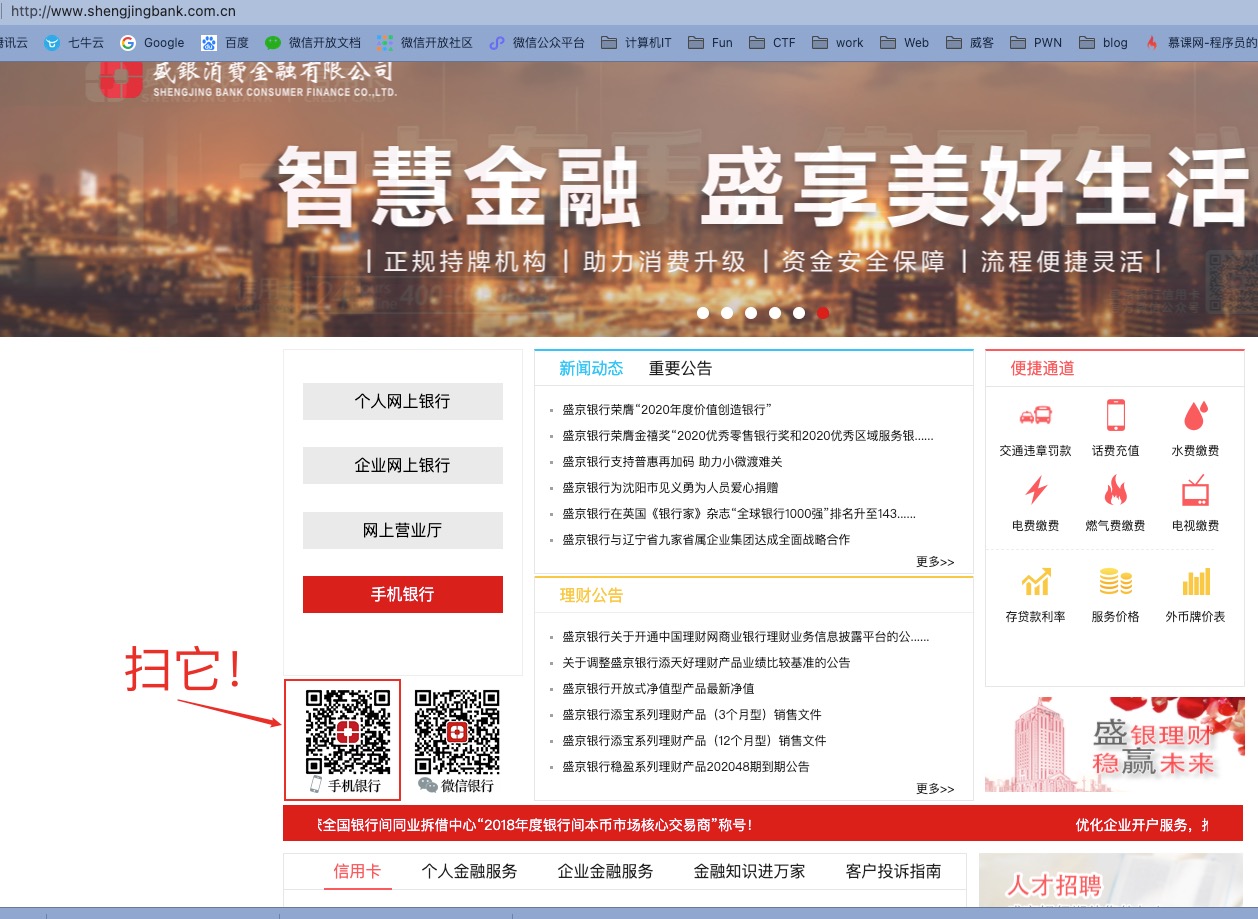 http://www.shengjingbank.com.cn
腾讯云 七牛云 Google 百度 微信开放文档 微信开放社区 微信公众平台 计算机IT Fun CTF work Web 威客 PWN blog 慕课网-程序员的
盛銀消費金融有限公司
SHENGJING BANK CONSUMER FINANCE CO.,LTD.
智慧金融 盛享美好生活
| 正规持牌机构 | 助力消费升级 | 资金安全保障 | 流程便捷灵活 |
个人网上银行
企业网上银行
网上营业厅
手机银行
扫它！
手机银行 微信银行
新闻动态 重要公告
盛京银行荣膺“2020年度价值创造银行”
盛京银行荣膺金禧奖“2020优秀零售银行奖和2020优秀区域服务银......
盛京银行支持普惠再加码 助力小微渡难关
盛京银行为沈阳市见义勇为人员爱心捐赠
盛京银行在英国《银行家》杂志“全球银行1000强”排名升至143......
盛京银行与辽宁省九家省属企业集团达成全面战略合作
更多>>
理财公告
盛京银行关于开通中国理财网商业银行理财业务信息披露平台的公......
关于调整盛京银行添天好理财产品业绩比较基准的公告
盛京银行开放式净值型产品最新净值
盛京银行添宝系列理财产品（3个月型）销售文件
盛京银行添宝系列理财产品（12个月型）销售文件
盛京银行稳盈系列理财产品202048期到期公告
更多>>
便捷通道
交通违章罚款 话费充值 水费缴费
电费缴费 燃气费缴费 电视缴费
存贷款利率 服务价格 外币牌价表
盛银理财
稳赢未来
全国银行间同业拆借中心“2018年度银行间本币市场核心交易商”称号！ 优化企业开户服务，
信用卡 个人金融服务 企业金融服务 金融知识进万家 客户投诉指南
人才招聘